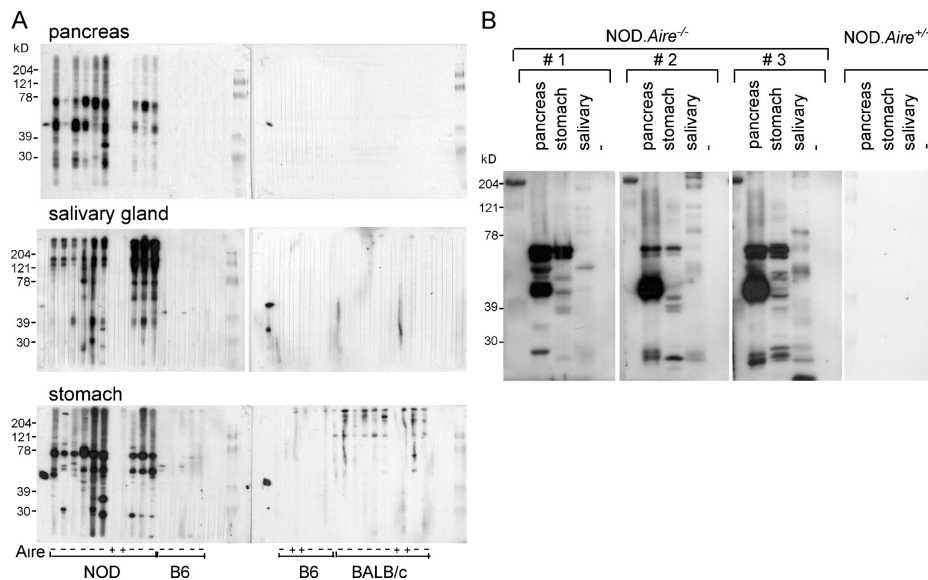 A
pancreas
kD
204-
121-
78-
39-
30-
salivary gland
204-
121-
78-
39-
30-
stomach
204-
121-
78-
39-
30-
Aire
- - - - - - + + - - - - - - - - -
- + + - - - - - - - - - + + - -
NOD
B6
B6
BALB/c
B
NOD.Aire-/-
NOD.Aire+/-
# 1
# 2
# 3
pancreas
stomach
salivary
-
pancreas
stomach
salivary
-
pancreas
stomach
salivary
-
pancreas
stomach
salivary
-
kD
204-
121-
78-
39-
30-